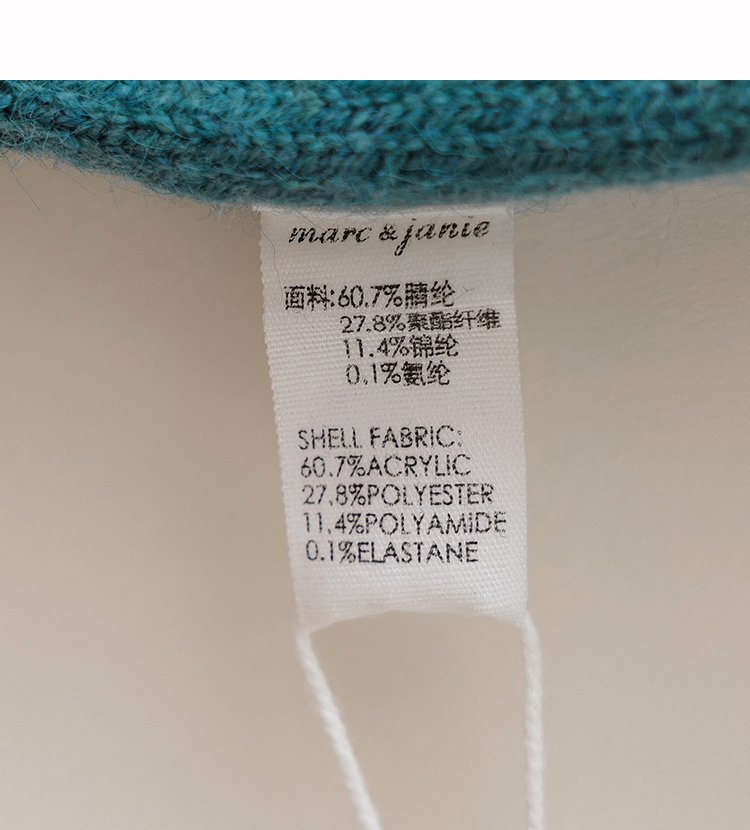 marc & janie
面料:60.7%腈纶
27.8%聚酯纤维
11.4%锦纶
0.1%氨纶
SHELL FABRIC:
60.7%ACRYLIC
27.8%POLYESTER
11.4%POLYAMIDE
0.1%ELASTANE